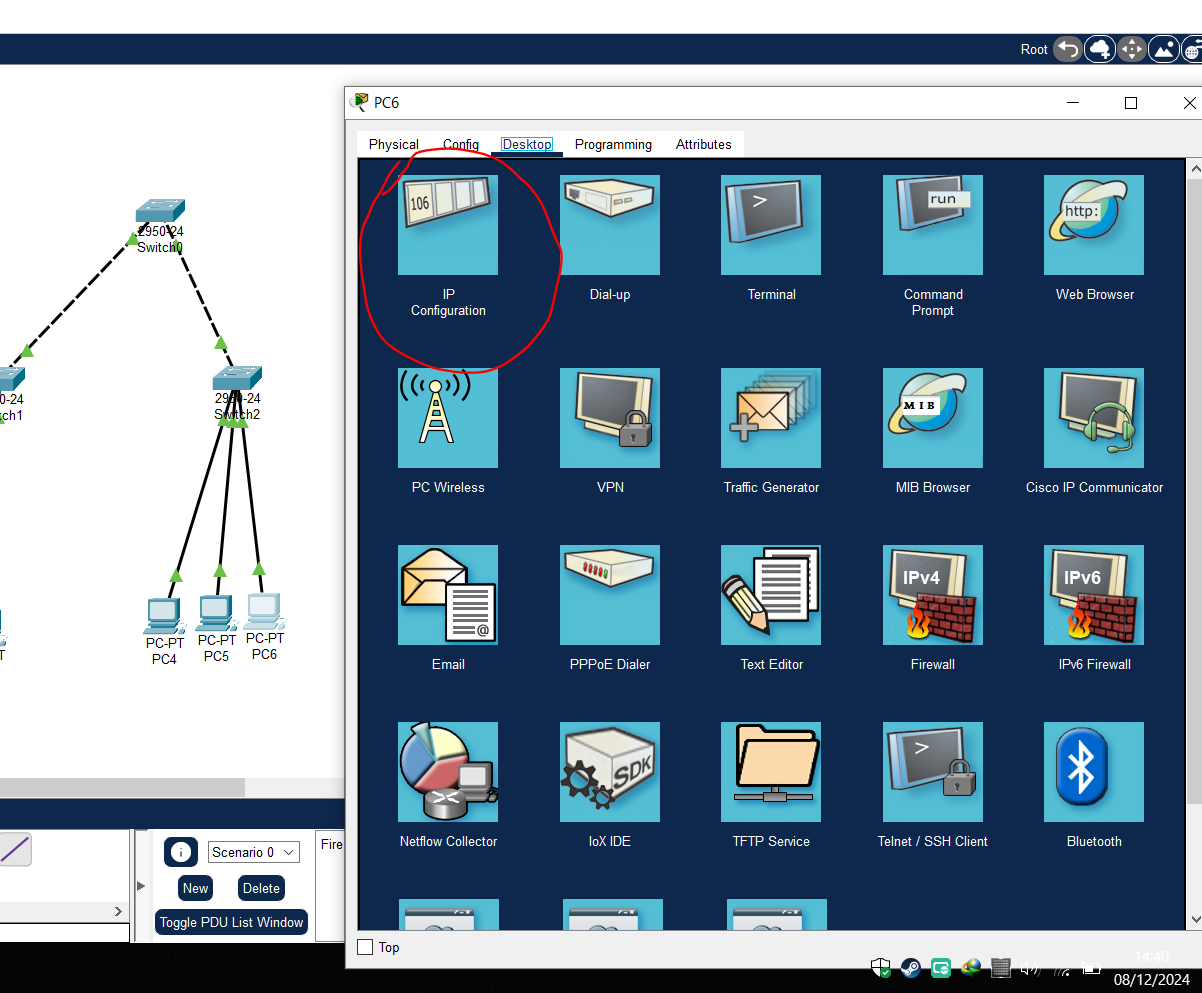 Root
PC6
Physical Config Desktop Programming Attributes
106
run
http:
IP
Configuration
Dial-up
Terminal
Command
Prompt
Web Browser
MIB
PC Wireless
VPN
Traffic Generator
MIB Browser
Cisco IP Communicator
IPv4
IPv6
Email
PPPoE Dialer
Text Editor
Firewall
IPv6 Firewall
SDK
Netflow Collector
IoX IDE
TFTP Service
Telnet / SSH Client
Bluetooth
Top
2950-24
Switch0
0-24
tch1
2950-24
Switch2
PC-PT
PC4
PC-PT
PC5
PC-PT
PC6
T
Scenario 0
Fire
New
Delete
Toggle PDU List Window
14:40
08/12/2024